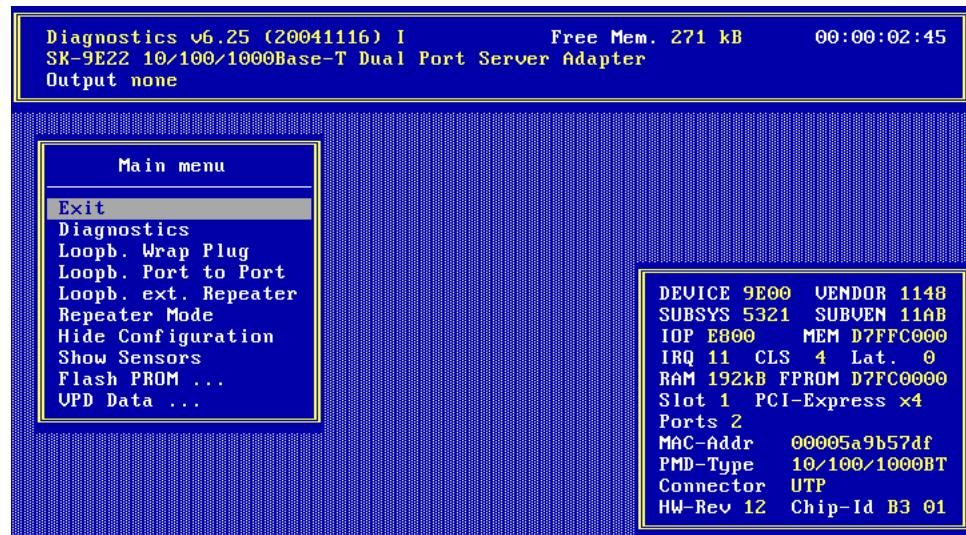 Diagnostics v6.25 (20041116) I Free Mem. 271 kB 00:00:02:45
SK-9E22 10/100/1000Base-T Dual Port Server Adapter
Output none
Main menu
Exit
Diagnostics
Loopb. Wrap Plug
Loopb. Port to Port
Loopb. ext. Repeater
Repeater Mode
Hide Configuration
Show Sensors
Flash PROM ...
VPD Data ...
DEVICE 9E00 VENDOR 1148
SUBSYS 5321 SUBVEN 11AB
IOP E800 MEM D7FFC000
IRQ 11 CLS 4 Lat. 0
RAM 192kB FPROM D7FC0000
Slot 1 PCI-Express x4
Ports 2
MAC-Addr 00005a9b57df
PMD-Type 10/100/1000BT
Connector UTP
HW-Rev 12 Chip-Id B3 01